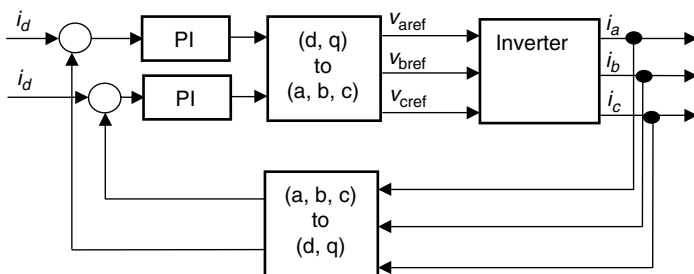 i_d
PI
(d, q)
to
(a, b, c)
v_aref
Inverter
i_a
i_d
PI
v_bref
i_b
v_cref
i_c
(a, b, c)
to
(d, q)